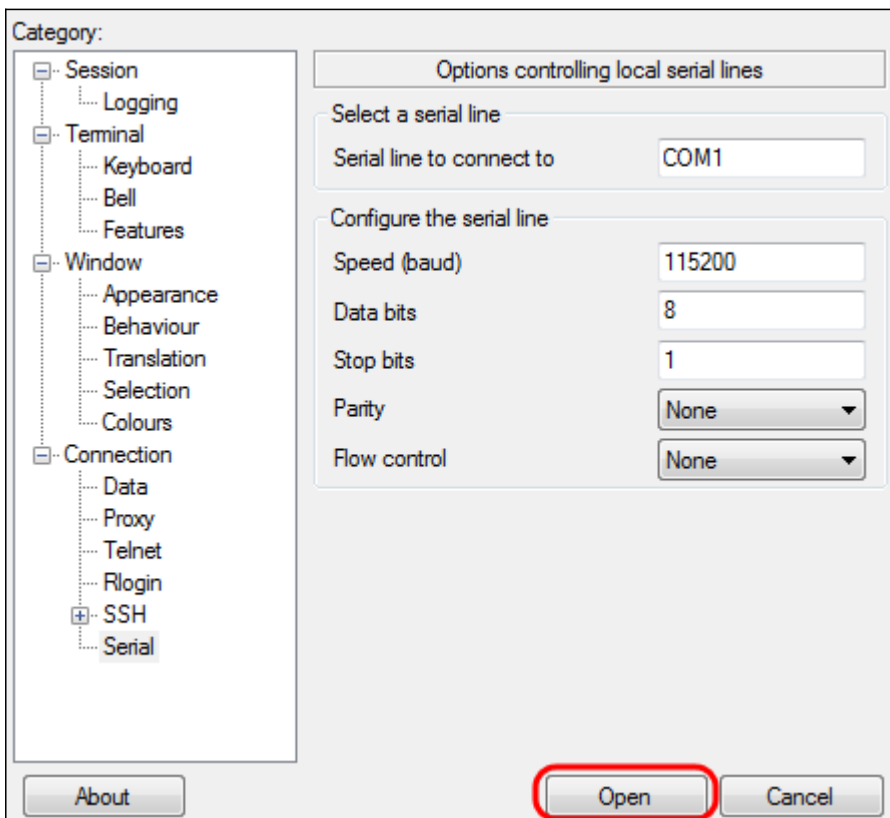 Category:
Session
Logging
Terminal
Keyboard
Bell
Features
Window
Appearance
Behaviour
Translation
Selection
Colours
Connection
Data
Proxy
Telnet
Rlogin
SSH
Serial
Options controlling local serial lines
Select a serial line
Serial line to connect to COM1
Configure the serial line
Speed (baud) 115200
Data bits 8
Stop bits 1
Parity None
Flow control None
About Open Cancel